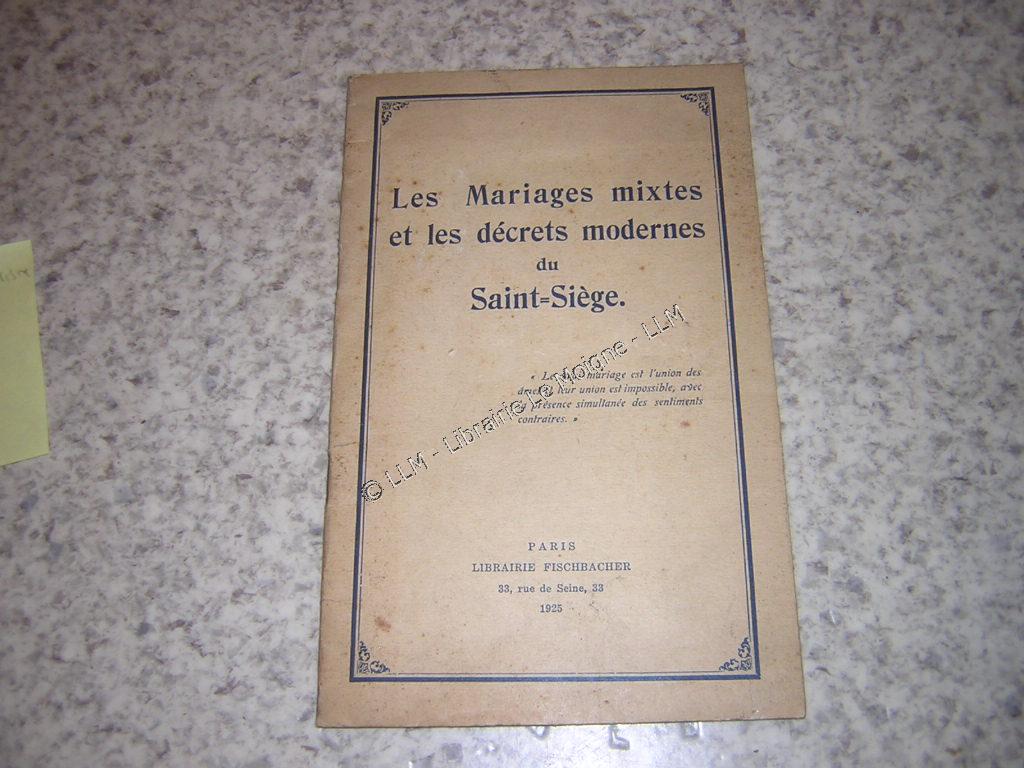 Les Mariages mixtes
et les décrets modernes
du
Saint=Siège.
« mariage est l'union des
leur union est impossible, avec
présence simultanée des sentiments
contraires. »
© LLM - Librairie Le Moigne - LLM
PARIS
LIBRAIRIE FISCHBACHER
33, rue de Seine, 33
1925